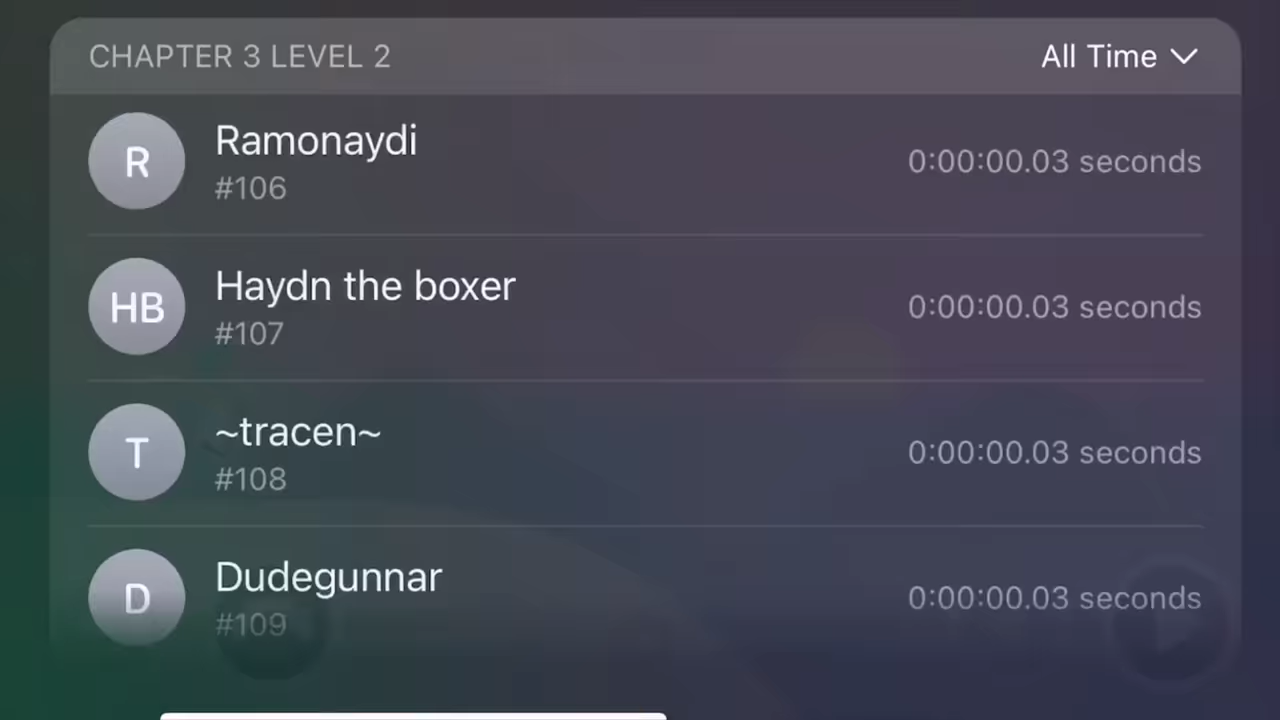 CHAPTER 3 LEVEL 2
All Time
R
Ramonaydi
#106
0:00:00.03 seconds
HB
Haydn the boxer
#107
0:00:00.03 seconds
T
~tracen~
#108
0:00:00.03 seconds
D
Dudegunnar
#109
0:00:00.03 seconds